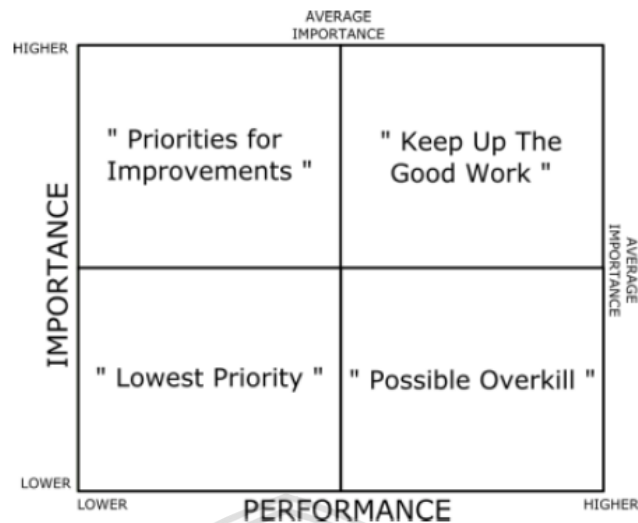 AVERAGE
IMPORTANCE
HIGHER
" Priorities for
Improvements "
" Keep Up The
Good Work "
IMPORTANCE
AVERAGE
IMPORTANCE
" Lowest Priority "
" Possible Overkill "
LOWER
LOWER
PERFORMANCE
HIGHER